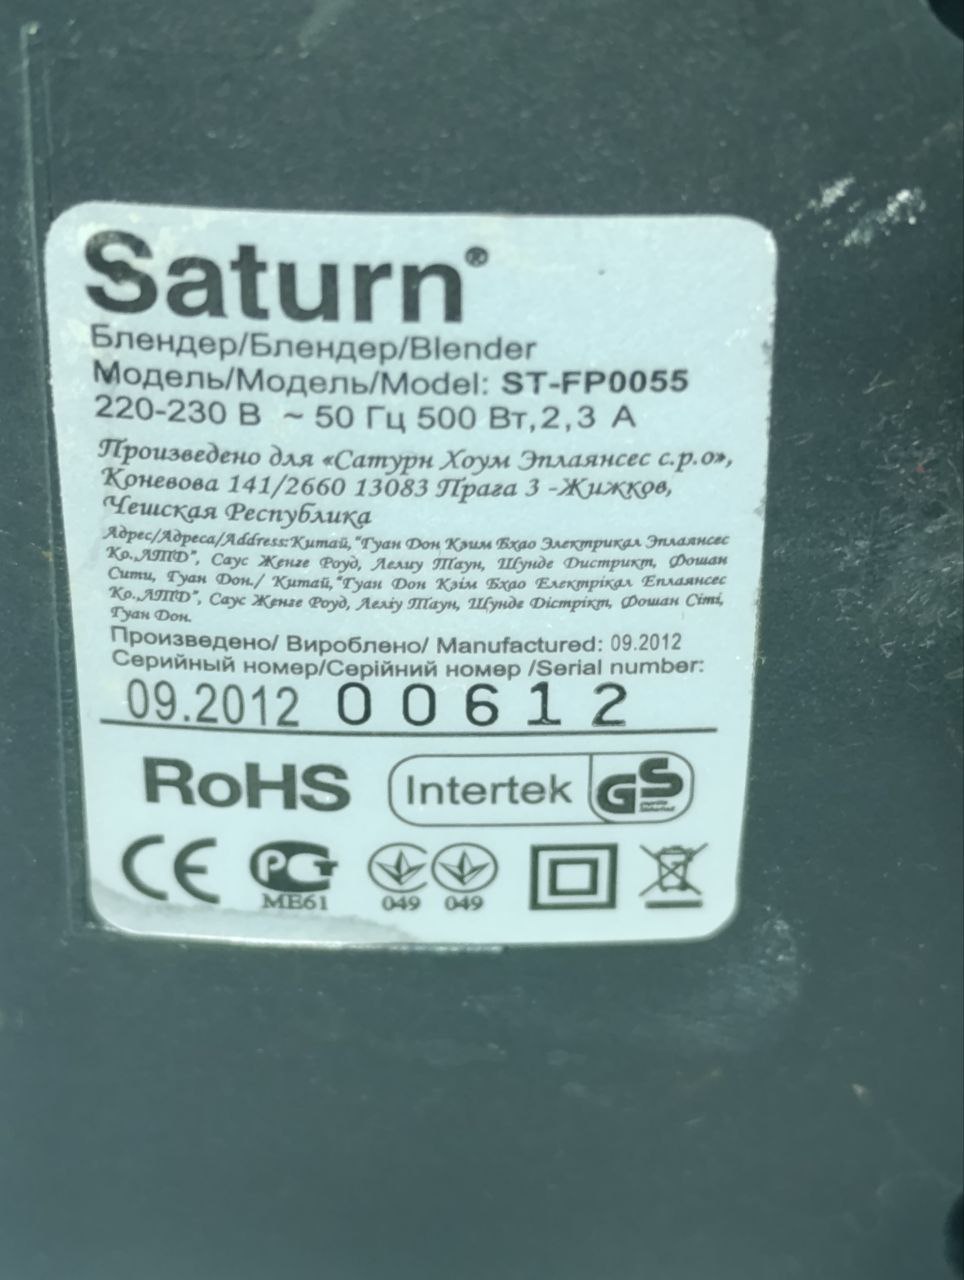 Saturn®
Блендер/Блендер/Blender
Модель/Модель/Model: ST-FP0055
220-230 В ~ 50 Гц 500 Вт,2,3 А
Произведено для «Сатурн Хоум Эплаянсес с.р.о»,
Коневова 141/2660 13083 Прага 3 -Жижков,
Чешская Республика
Адрес/Адреса/Address:Китай,"Гуан Дон Кэим Бхао Электрикал Эплаянсес
Ко.,ЛТД", Саус Женге Роуд, Лелиу Таун, Шунде Дистрикт, Фошан
Сити, Гуан Дон./ Китай,"Гуан Дон Кэім Бхао Електрікал Еплаянсес
Ко.,ЛТД", Саус Женге Роуд, Леліу Таун, Шунде Дістрікт, Фошан Сіті,
Гуан Дон.
Произведено/ Вироблено/ Manufactured: 09.2012
Серийный номер/Серійний номер /Serial number:
09.2012 00612
RoHS Intertek GS
CE РСТ
МЕ61 049 049